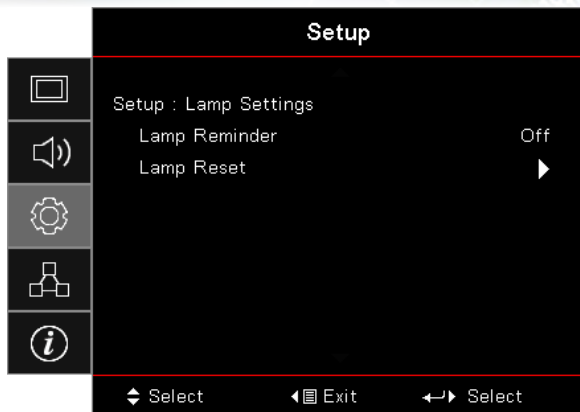 Setup
Setup : Lamp Settings
Lamp Reminder Off
Lamp Reset
Select Exit Select